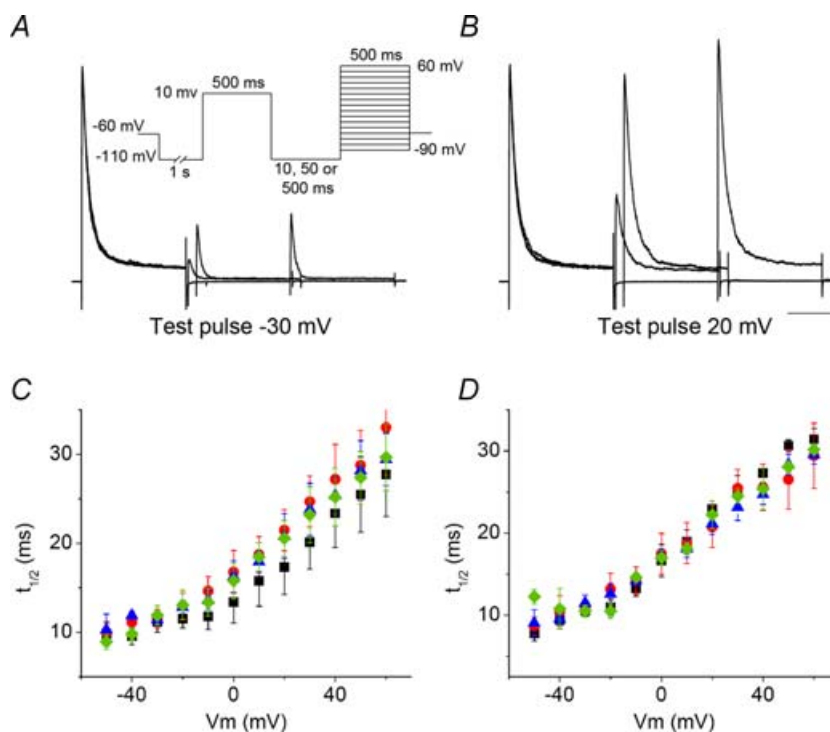 A
B
500 ms
500 ms
60 mV
10 mv
-60 mV
-110 mV
-90 mV
1 s
10, 50 or
500 ms
Test pulse -30 mV
Test pulse 20 mV
C
D
t1/2 (ms)
30
20
10
-40
0
40
Vm (mV)
t1/2 (ms)
30
20
10
-40
0
40
Vm (mV)